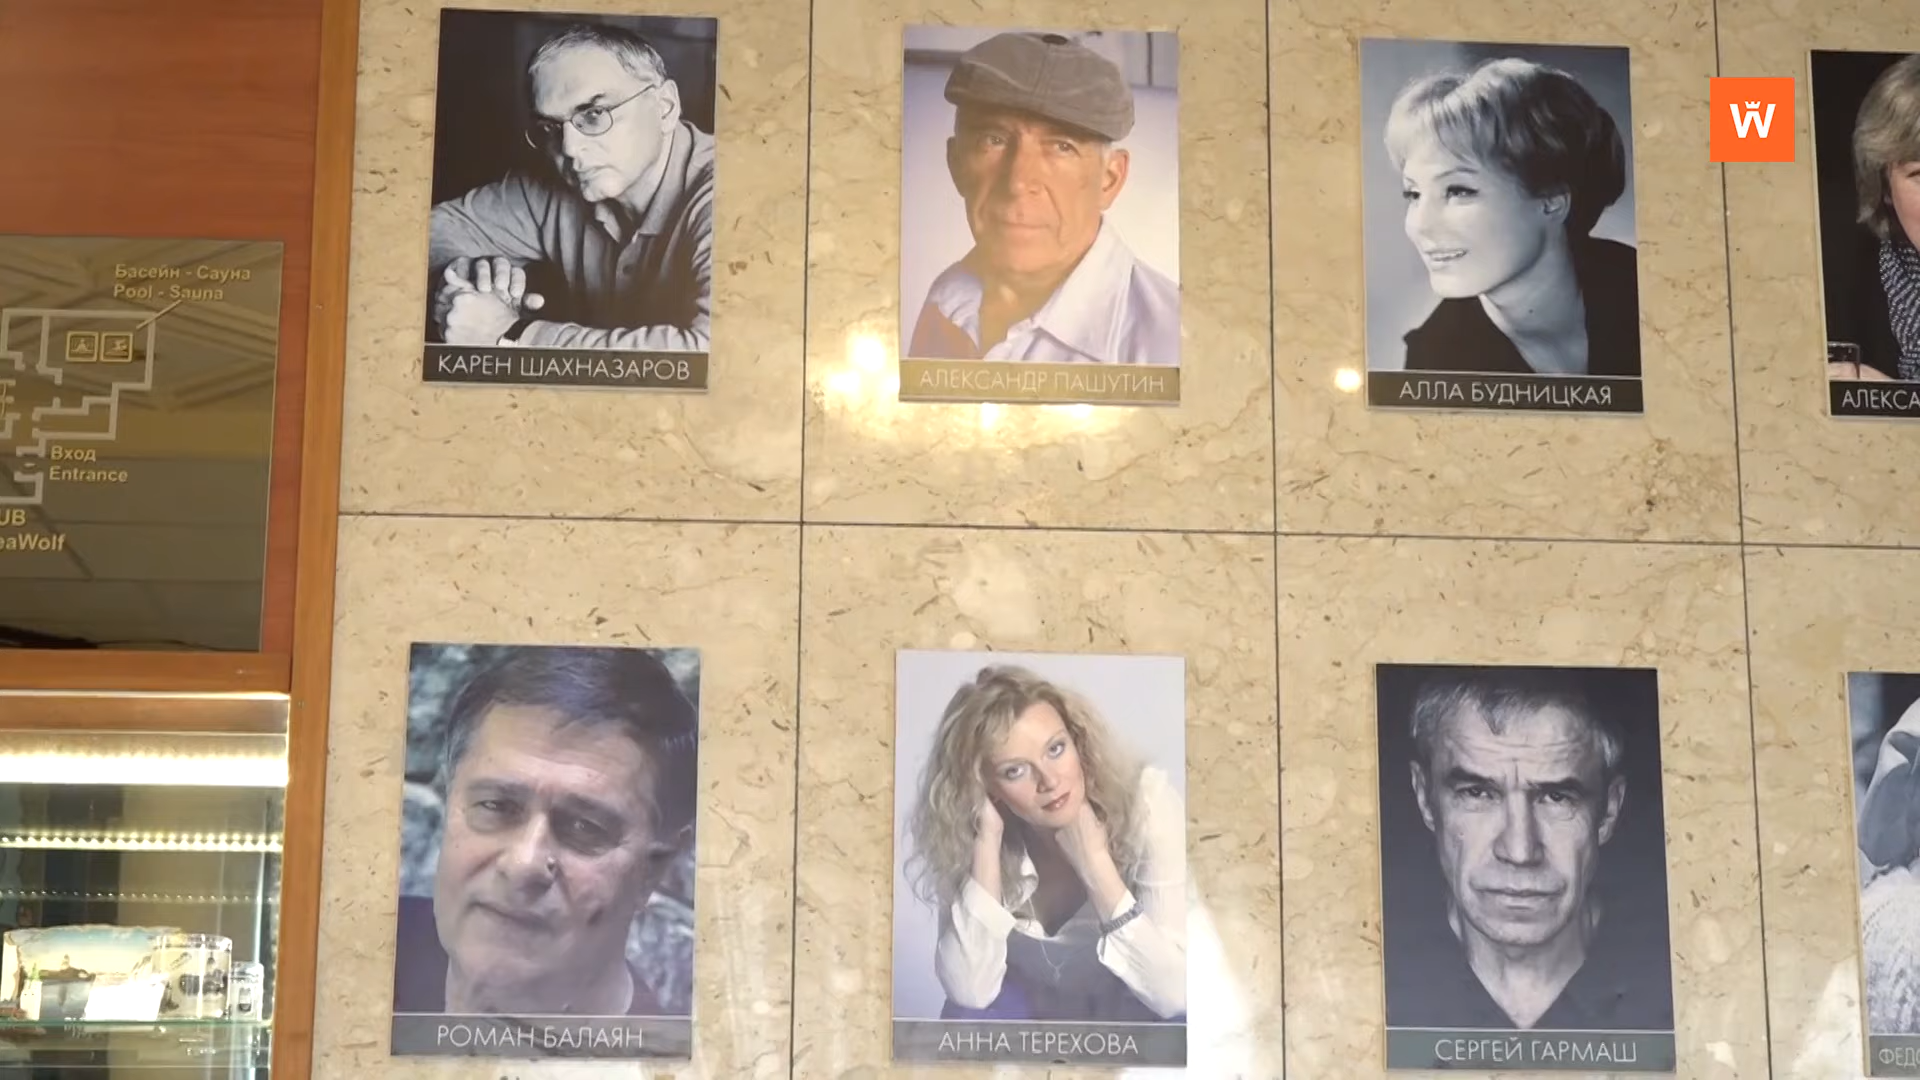 Басейн - Сауна
Pool - Sauna
Вход
Entrance
UB
eaWolf
W
КАРЕН ШАХНАЗАРОВ
АЛЕКСАНДР ПАШУТИН
АЛЛА БУДНИЦКАЯ
АЛЕКСА
РОМАН БАЛАЯН
АННА ТЕРЕХОВА
СЕРГЕЙ ГАРМАШ
ФЕДО